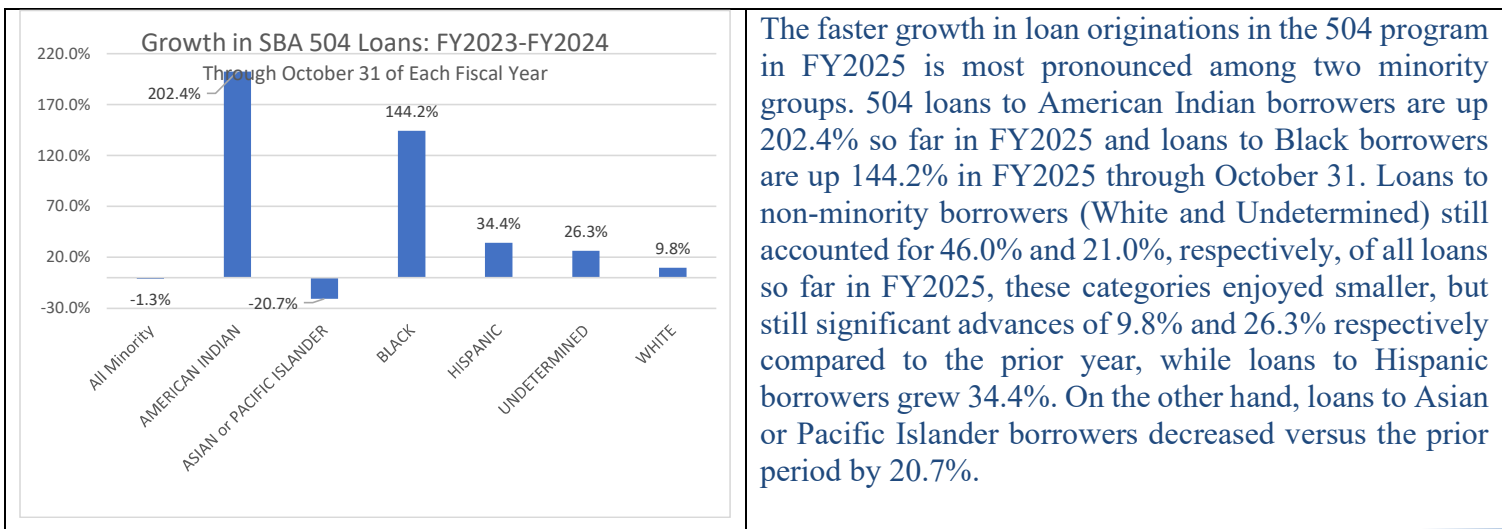 Growth in SBA 504 Loans: FY2023-FY2024
Through October 31 of Each Fiscal Year
220.0%
170.0%
120.0%
70.0%
20.0%
-30.0%
-1.3%
202.4%
-20.7%
144.2%
34.4%
26.3%
9.8%
All Minority
AMERICAN INDIAN
ASIAN or PACIFIC ISLANDER
BLACK
HISPANIC
UNDETERMINED
WHITE
The faster growth in loan originations in the 504 program
in FY2025 is most pronounced among two minority
groups. 504 loans to American Indian borrowers are up
202.4% so far in FY2025 and loans to Black borrowers
are up 144.2% in FY2025 through October 31. Loans to
non-minority borrowers (White and Undetermined) still
accounted for 46.0% and 21.0%, respectively, of all loans
so far in FY2025, these categories enjoyed smaller, but
still significant advances of 9.8% and 26.3% respectively
compared to the prior year, while loans to Hispanic
borrowers grew 34.4%. On the other hand, loans to Asian
or Pacific Islander borrowers decreased versus the prior
period by 20.7%.